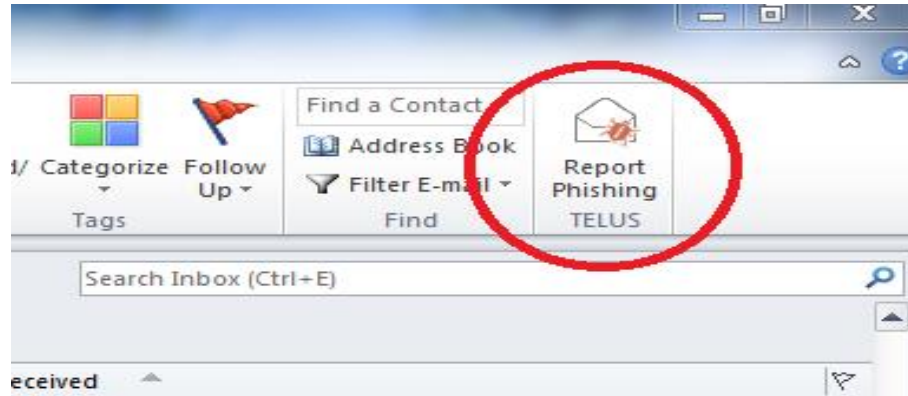 Find a Contact
d/ Categorize Follow Up Address Book Report Phishing
Filter E-mail
Tags Find TELUS
Search Inbox (Ctrl+E)
eceived